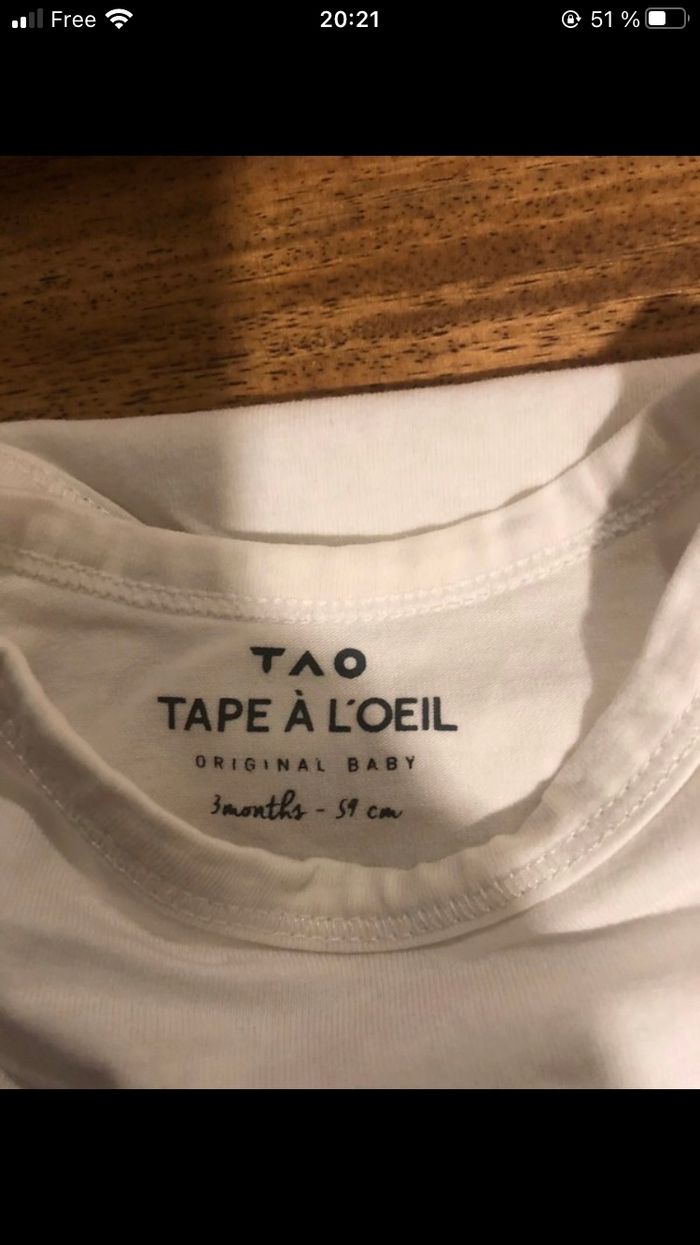 Free 20:21 51 %
TAO
TAPE À L'OEIL
ORIGINAL BABY
3months - 59 cm